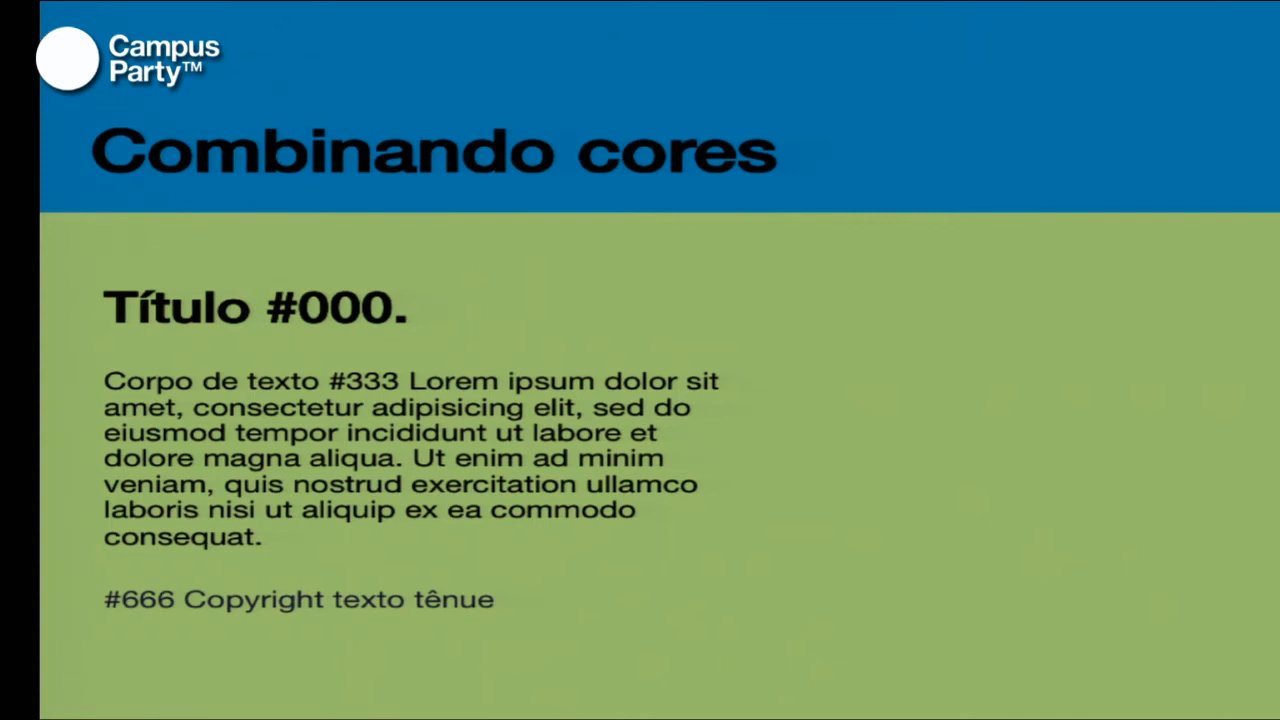 Campus
Party™
Combinando cores
Título #000.
Corpo de texto #333 Lorem ipsum dolor sit
amet, consectetur adipisicing elit, sed do
eiusmod tempor incididunt ut labore et
dolore magna aliqua. Ut enim ad minim
veniam, quis nostrud exercitation ullamco
laboris nisi ut aliquip ex ea commodo
consequat.
#666 Copyright texto tênue